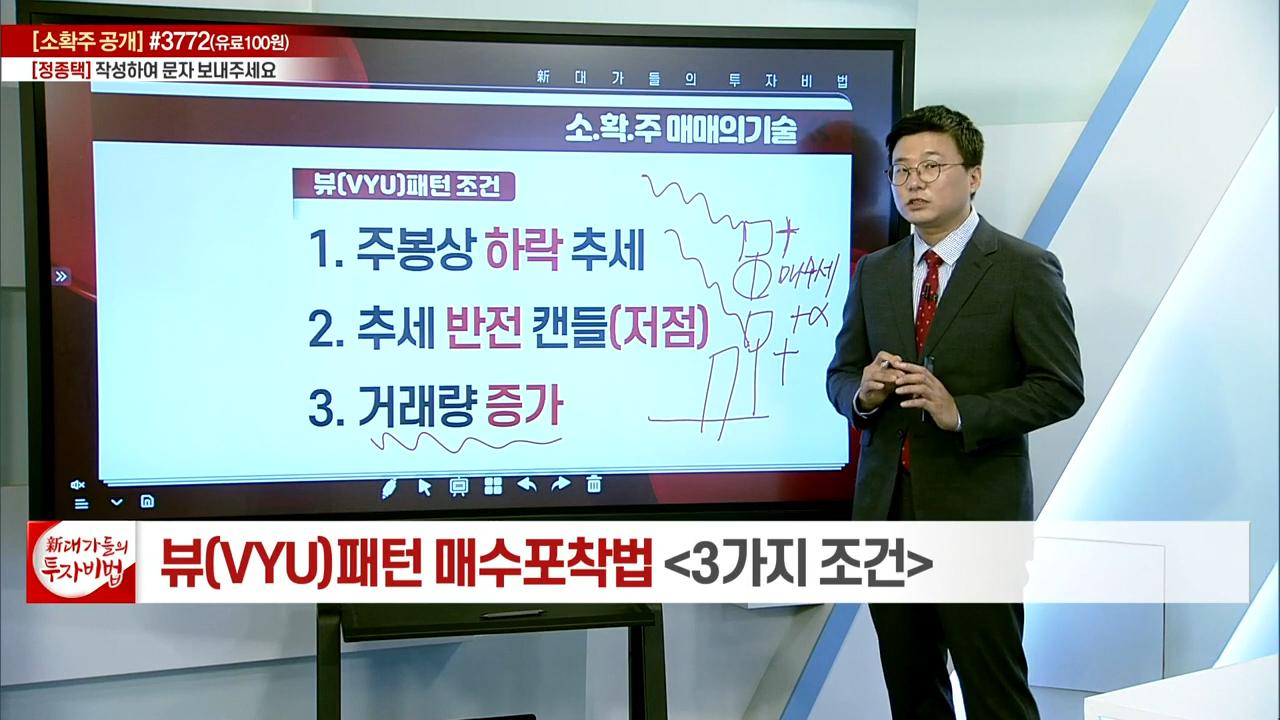 [소확주 공개] #3772(유료100원)
[정종택] 작성하여 문자 보내주세요
新 대 가 들 의 투 자 비 법
소.확.주 매매의기술
뷰(VYU)패턴 조건
1. 주봉상 하락 추세
2. 추세 반전 캔들(저점)
3. 거래량 증가
+
매수세
+α
+
新대가들의
투자비법
뷰(VYU)패턴 매수포착법 <3가지 조건>